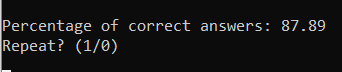 Percentage of correct answers: 87.89
Repeat? (1/0)